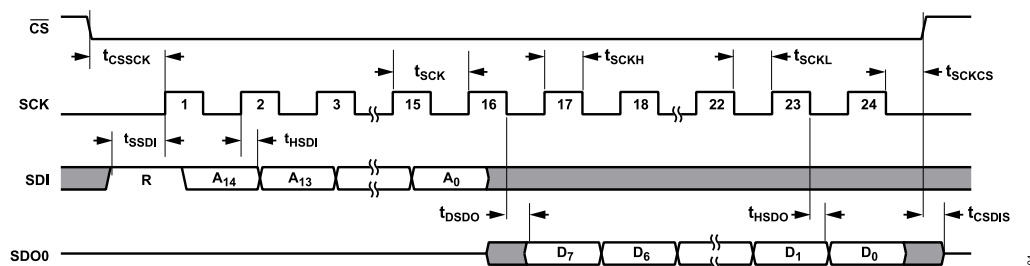 CS
tCSSCK tSCK tSCKH tSCKL tSCKCS
SCK 1 2 3 15 16 17 18 22 23 24
tSSDI tHSDI
SDI R A14 A13 A0
tDSDO tHSDO tCSDIS
SDO0 D7 D6 D1 D0